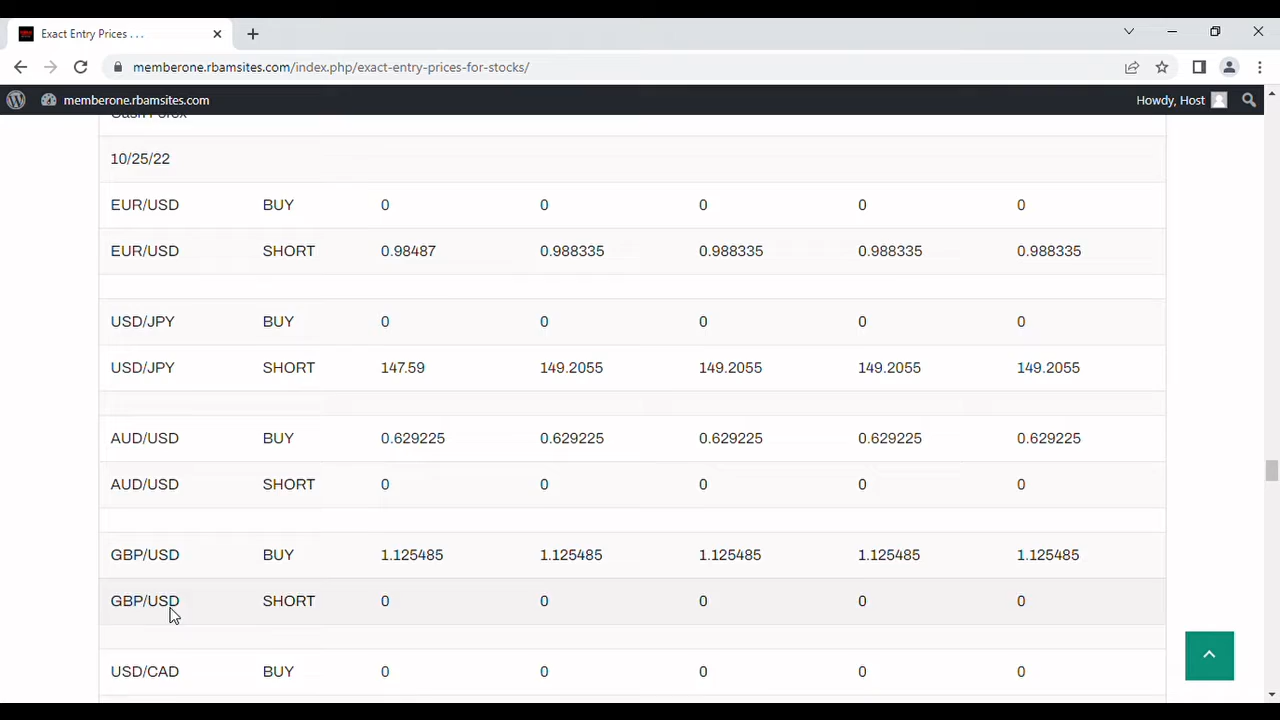 Exact Entry Prices . . .
memberone.rbamsites.com/index.php/exact-entry-prices-for-stocks/
memberone.rbamsites.com
Howdy, Host
Cash Forex
10/25/22
EUR/USD BUY 0 0 0 0 0
EUR/USD SHORT 0.98487 0.988335 0.988335 0.988335 0.988335
USD/JPY BUY 0 0 0 0 0
USD/JPY SHORT 147.59 149.2055 149.2055 149.2055 149.2055
AUD/USD BUY 0.629225 0.629225 0.629225 0.629225 0.629225
AUD/USD SHORT 0 0 0 0 0
GBP/USD BUY 1.125485 1.125485 1.125485 1.125485 1.125485
GBP/USD SHORT 0 0 0 0 0
USD/CAD BUY 0 0 0 0 0